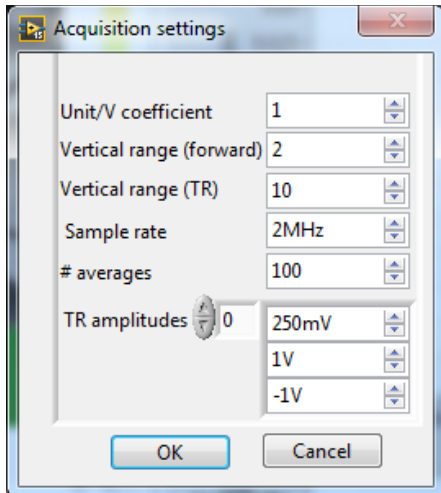 Acquisition settings
Unit/V coefficient 1
Vertical range (forward) 2
Vertical range (TR) 10
Sample rate 2MHz
# averages 100
TR amplitudes 0 250mV
1V
-1V
OK Cancel